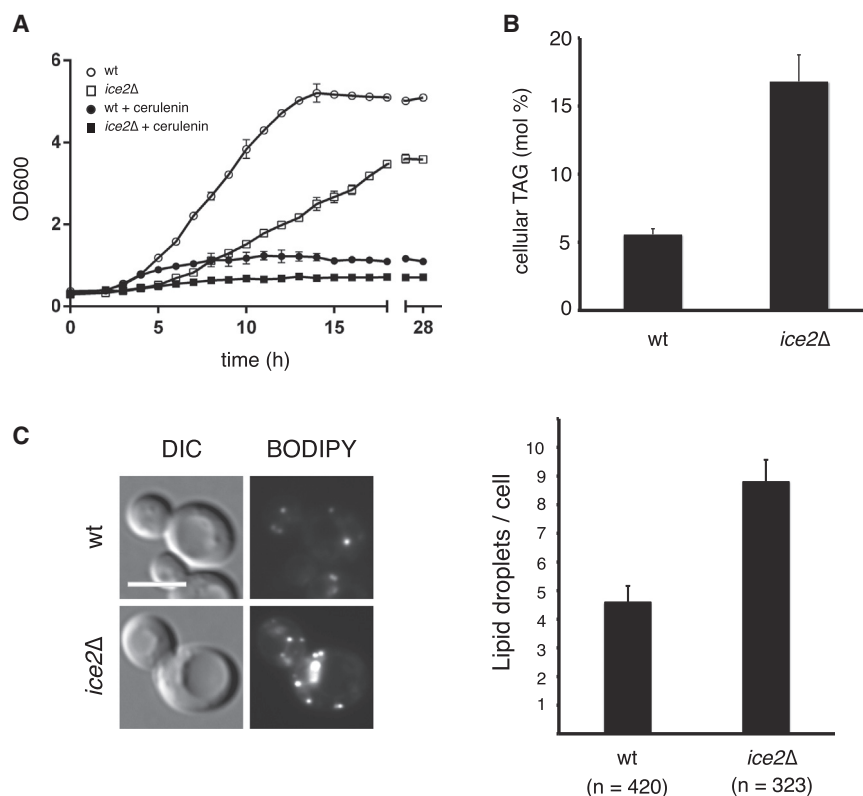 A
OD600
6
4
2
0
wt
ice2Δ
wt + cerulenin
ice2Δ + cerulenin
0 5 10 15 28
time (h)
B
cellular TAG (mol %)
20
15
10
5
0
wt ice2Δ
C
DIC BODIPY
wt
ice2Δ
Lipid droplets / cell
10
9
8
7
6
5
4
3
2
1
wt ice2Δ
(n = 420) (n = 323)